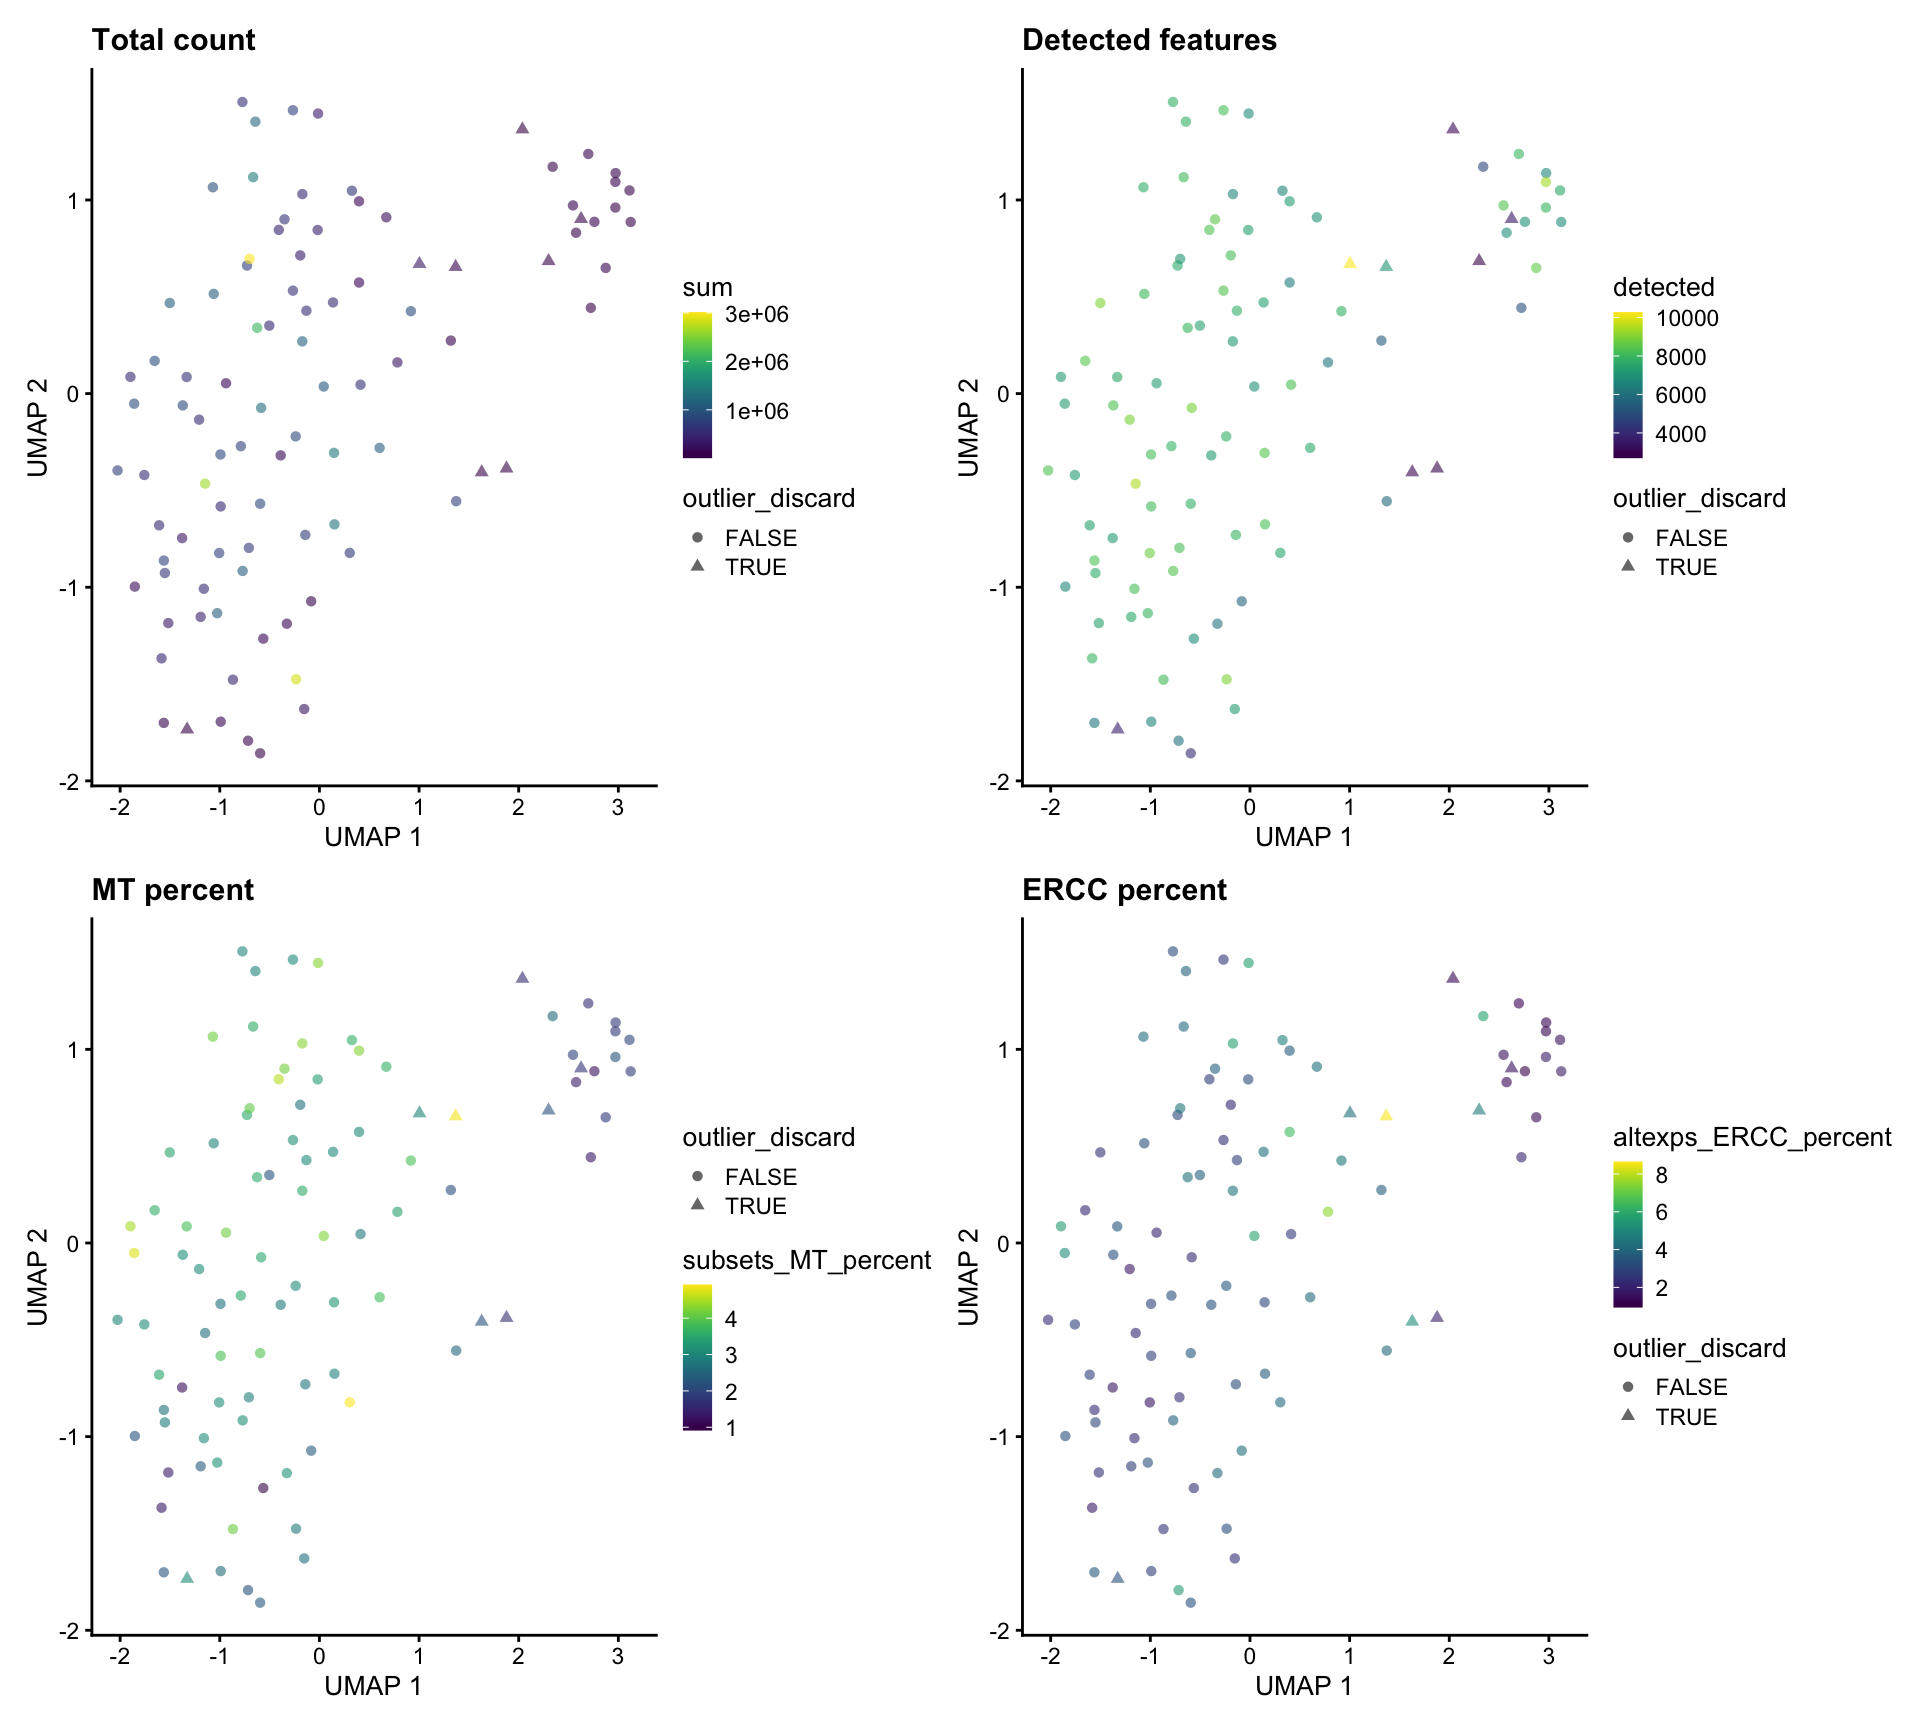 Total count
1
0
-1
-2
UMAP 2
-2 -1 0 1 2 3
UMAP 1
sum
3e+06
2e+06
1e+06
outlier_discard
FALSE
TRUE
Detected features
1
0
-1
-2
UMAP 2
-2 -1 0 1 2 3
UMAP 1
detected
10000
8000
6000
4000
outlier_discard
FALSE
TRUE
MT percent
1
0
-1
-2
UMAP 2
-2 -1 0 1 2 3
UMAP 1
outlier_discard
FALSE
TRUE
subsets_MT_percent
4
3
2
1
ERCC percent
1
0
-1
-2
UMAP 2
-2 -1 0 1 2 3
UMAP 1
altexps_ERCC_percent
8
6
4
2
outlier_discard
FALSE
TRUE